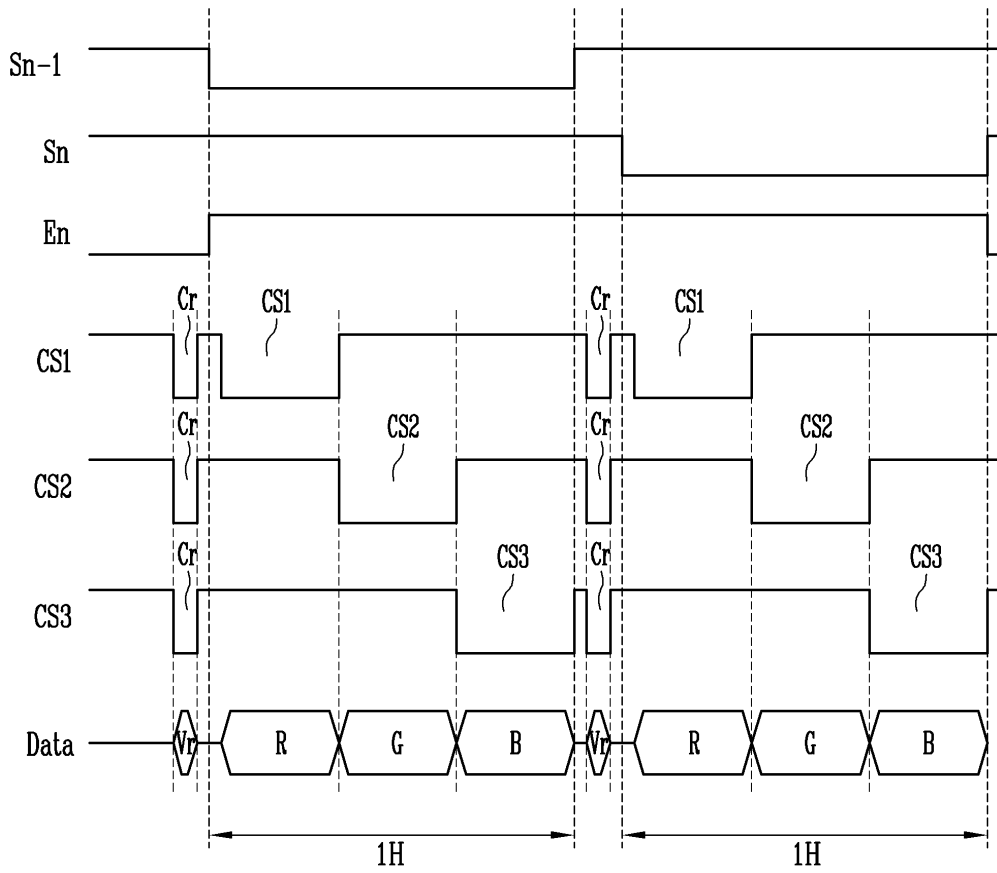 Sn-1
Sn
En
Cr CS1 Cr CS1
CS1
Cr CS2 Cr CS2
CS2
Cr CS3 Cr CS3
CS3
Data Vr R G B Vr R G B
1H 1H